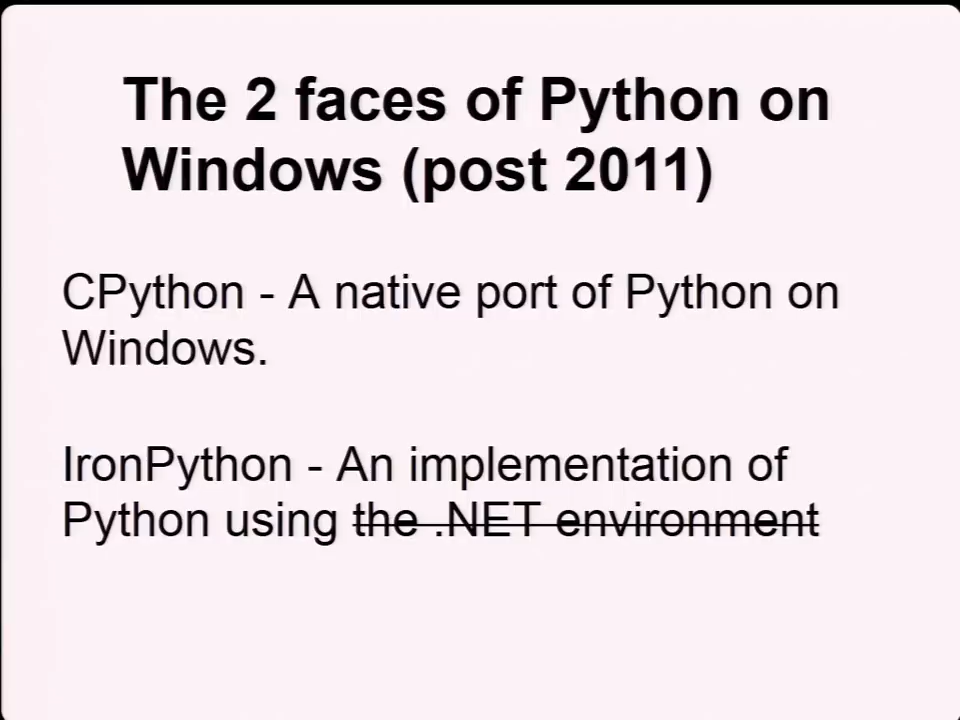 The 2 faces of Python on
Windows (post 2011)
CPython - A native port of Python on
Windows.
IronPython - An implementation of
Python using the .NET environment